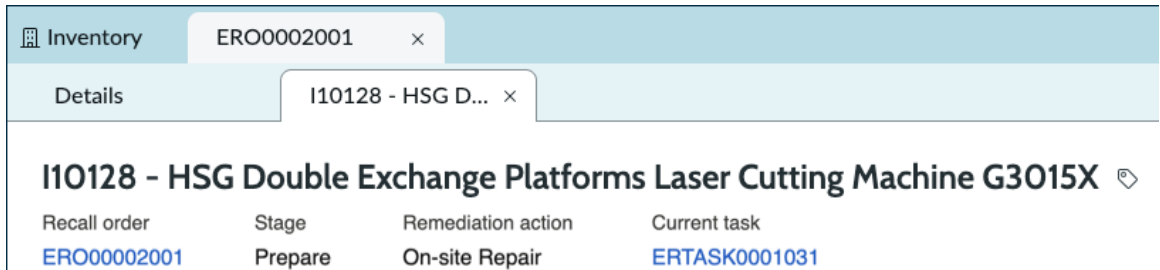 Inventory ERO0002001 ×
Details I10128 - HSG D... ×
I10128 - HSG Double Exchange Platforms Laser Cutting Machine G3015X
Recall order Stage Remediation action Current task
ERO00002001 Prepare On-site Repair ERTASK0001031